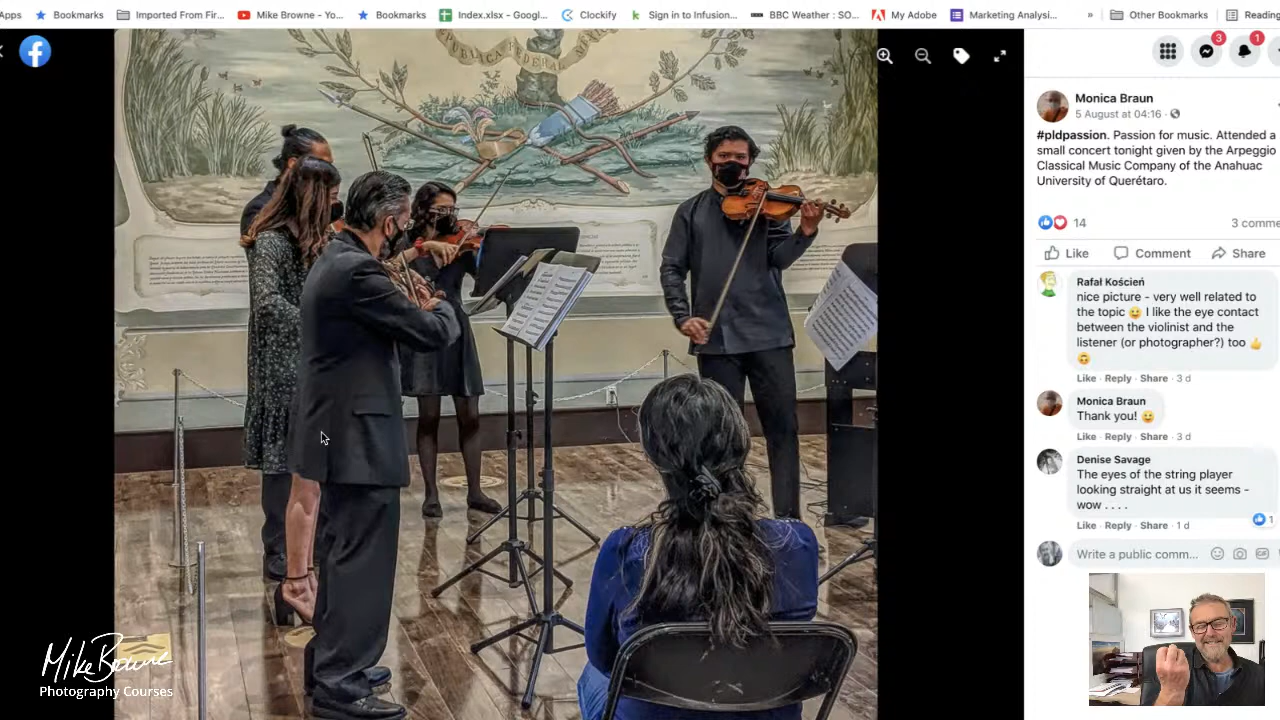 Apps
Bookmarks
Imported From Fir...
Mike Browne - Yo...
Bookmarks
Index.xlsx - Googl...
Clockify
Sign in to Infusion...
BBC Weather : SO...
My Adobe
Marketing Analysi...
»
Other Bookmarks
Reading
3
1
Monica Braun
5 August at 04:16 ·
#pldpassion. Passion for music. Attended a
small concert tonight given by the Arpeggio
Classical Music Company of the Anahuac
University of Querétaro.
14
3 comme
Like
Comment
Share
Rafał Koścień
nice picture - very well related to
the topic 😀 I like the eye contact
between the violinist and the
listener (or photographer?) too 👍
🙃
Like · Reply · Share · 3 d
Monica Braun
Thank you! 😀
Like · Reply · Share · 3 d
Denise Savage
The eyes of the string player
looking straight at us it seems -
wow . . . .
1
Like · Reply · Share · 1 d
Write a public comm...
GIF
Mike Browne
Photography Courses